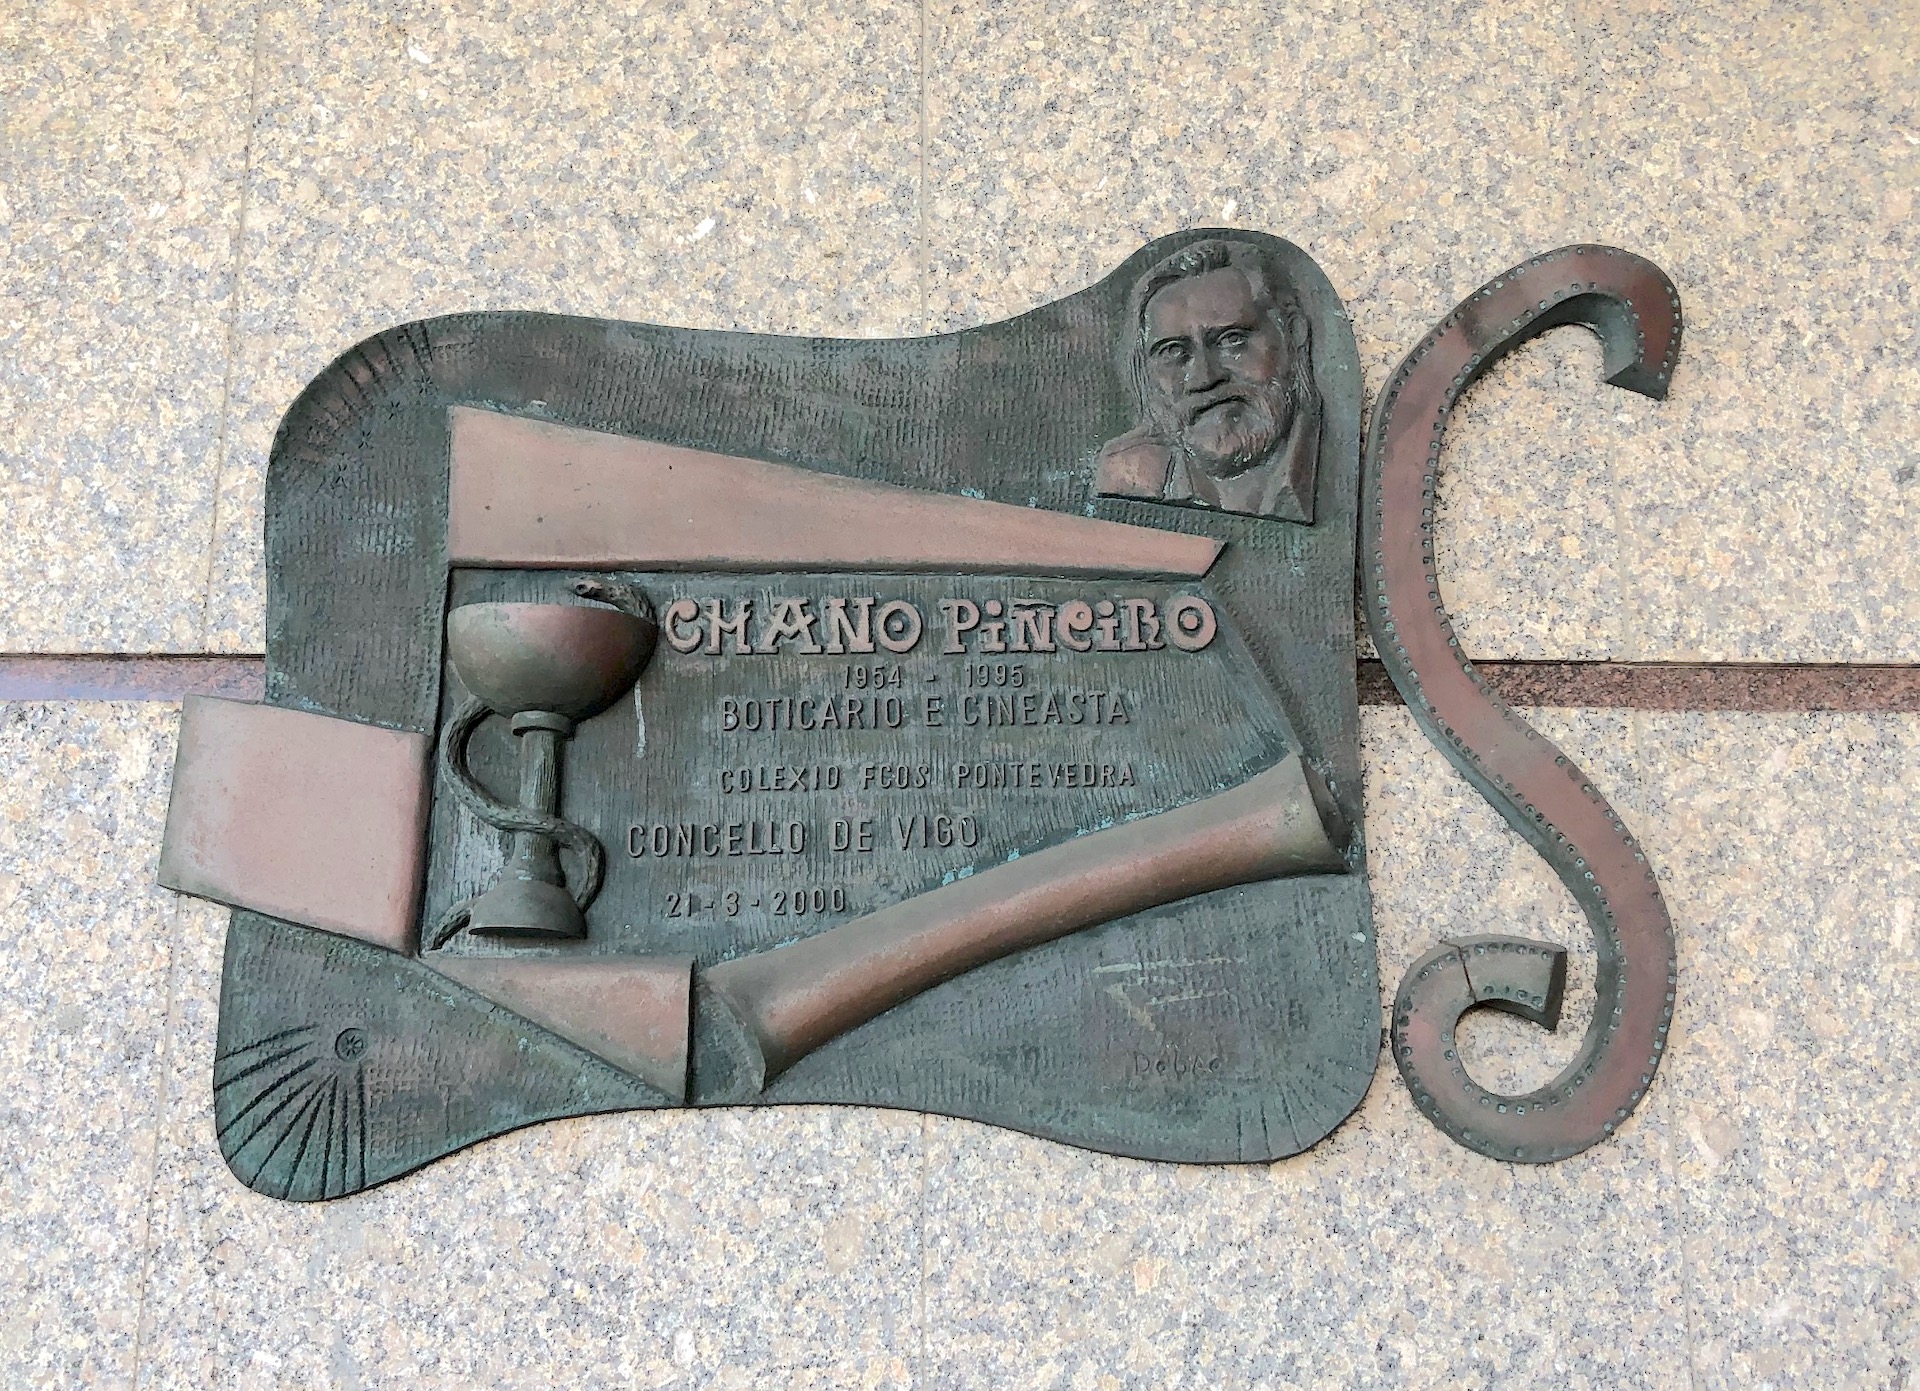 CHANO PiÑeiRO
1954 - 1995
BOTICARIO E CINEASTA
COLEXIO FCOS PONTEVEDRA
CONCELLO DE VIGO
21-3-2000